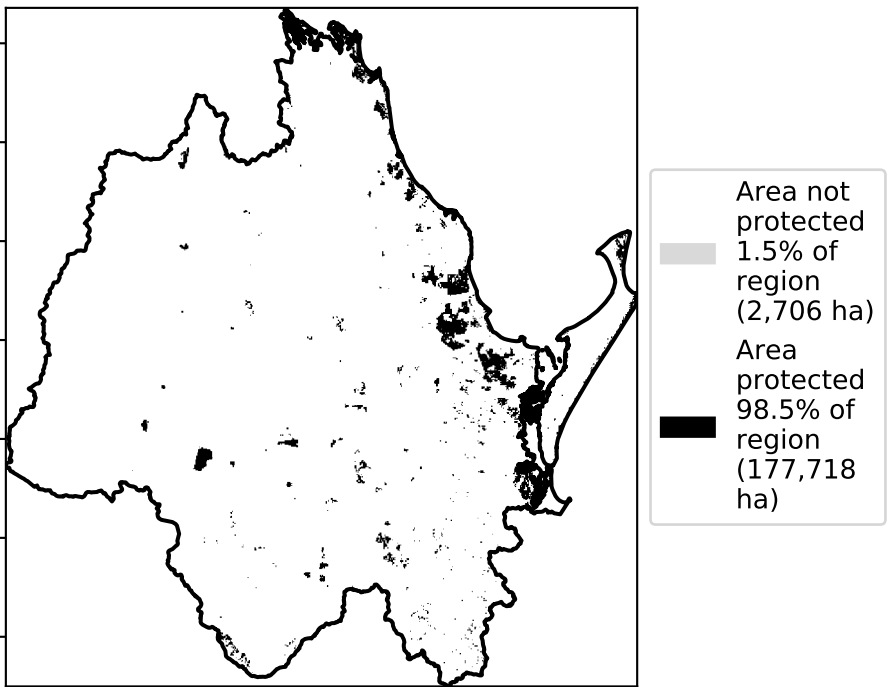 Area not
protected
1.5% of
region
(2,706 ha)
Area
protected
98.5% of
region
(177,718
ha)